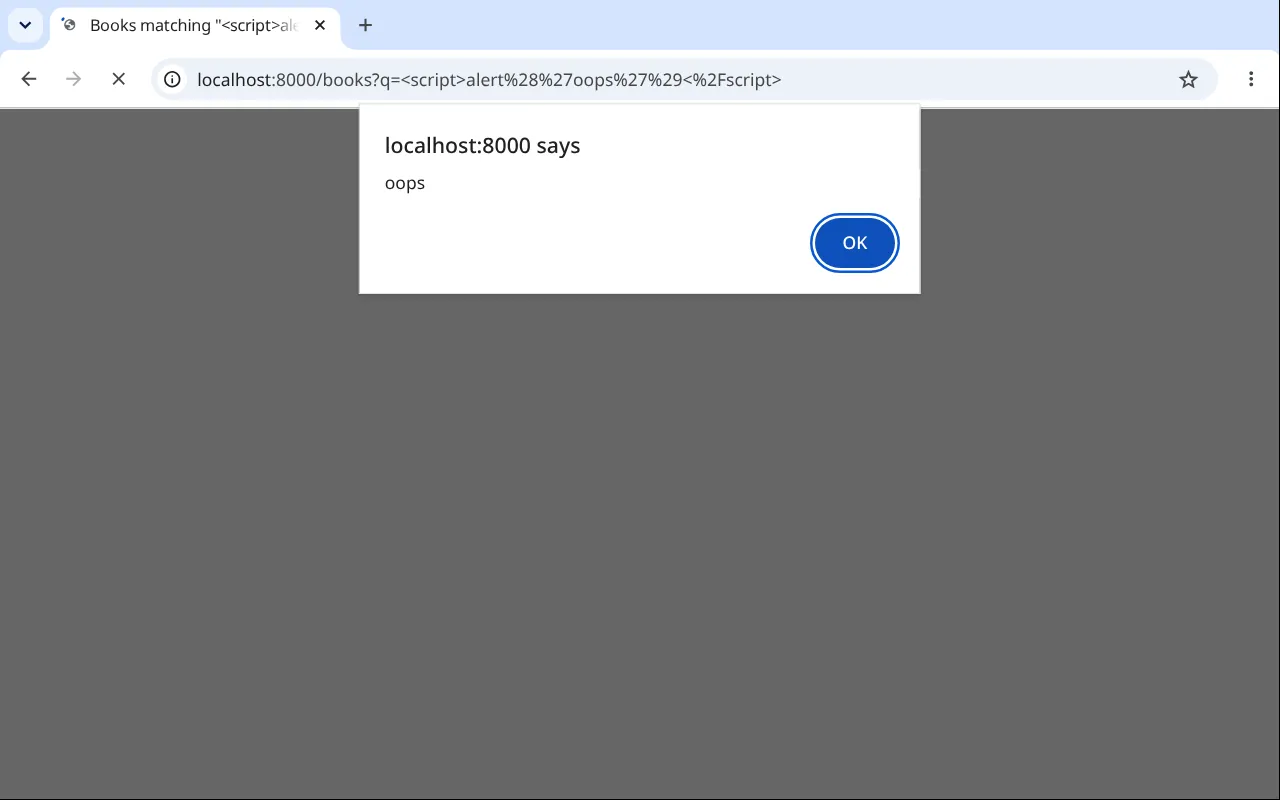 Books matching "<script>ale
localhost:8000/books?q=<script>alert%28%27oops%27%29<%2Fscript>
localhost:8000 says
oops
OK